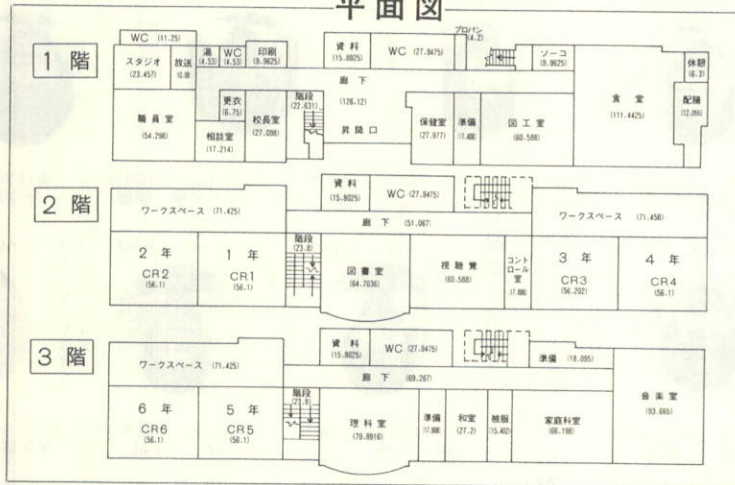 平面図
1 階
WC (11.25)
スタジオ
(23.457)
放送
湯
(4.53)
WC
(4.53)
印刷
(8.9625)
資料
(15.8025)
WC (27.9475)
プロパン
(4.2)
ソーコ
(8.9625)
休憩
(6.3)
廊 下
(126.12)
昇 降 口
食 堂
(111.4425)
配膳
職 員 室
(54.298)
更衣
(6.75)
相談室
(17.214)
校長室
(27.098)
階段
(22.631)
保健室
(27.977)
準備
図 工 室
(60.588)
2 階
資料
(15.8025)
WC (27.9475)
ワークスペース (71.425)
廊 下 (51.067)
ワークスペース (71.458)
2 年
CR2
(56.1)
1 年
CR1
(56.1)
階段
(23.8)
図 書 室
(64.7036)
視 聴 覚
(60.588)
コント
ロール
室
3 年
CR3
(56.202)
4 年
CR4
(56.1)
3 階
資料
(15.8025)
WC (27.9475)
準備 (18.095)
ワークスペース (71.425)
廊 下 (69.267)
音 楽 室
(93.665)
6 年
CR6
(56.1)
5 年
CR5
(56.1)
階段
(23.8)
理 科 室
(70.8916)
準備
和室
(27.2)
被服
(15.402)
家庭科室
(66.198)